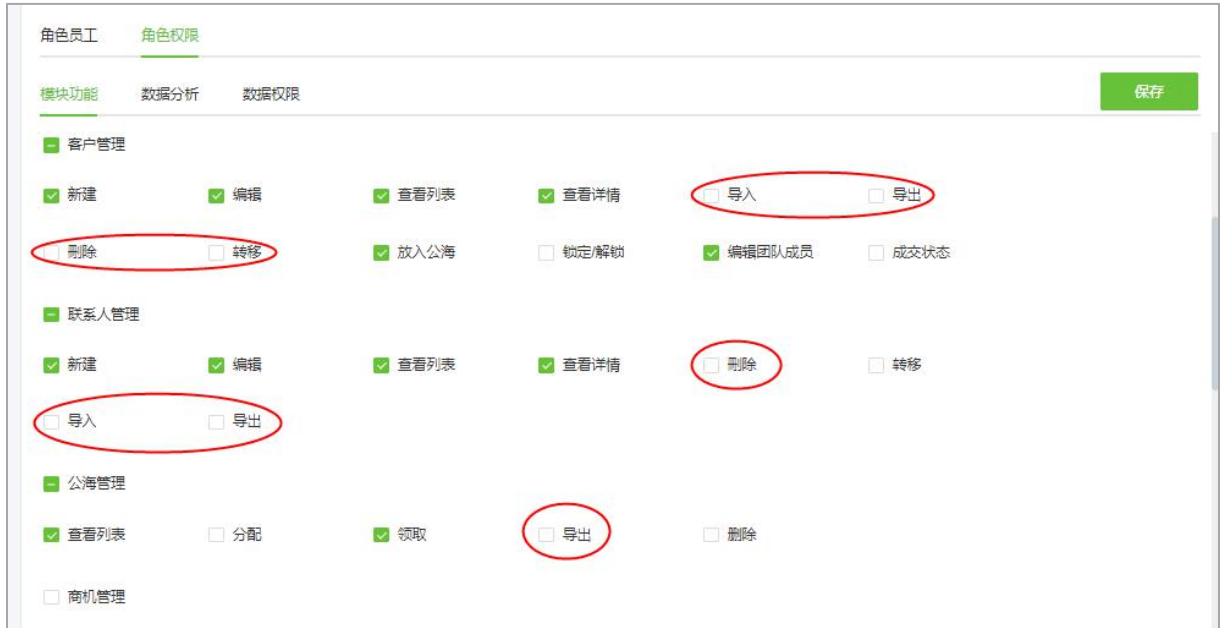 角色员工 角色权限
模块功能 数据分析 数据权限 保存
客户管理
新建 编辑 查看列表 查看详情 导入 导出
删除 转移 放入公海 锁定/解锁 编辑团队成员 成交状态
联系人管理
新建 编辑 查看列表 查看详情 删除 转移
导入 导出
公海管理
查看列表 分配 领取 导出 删除
商机管理